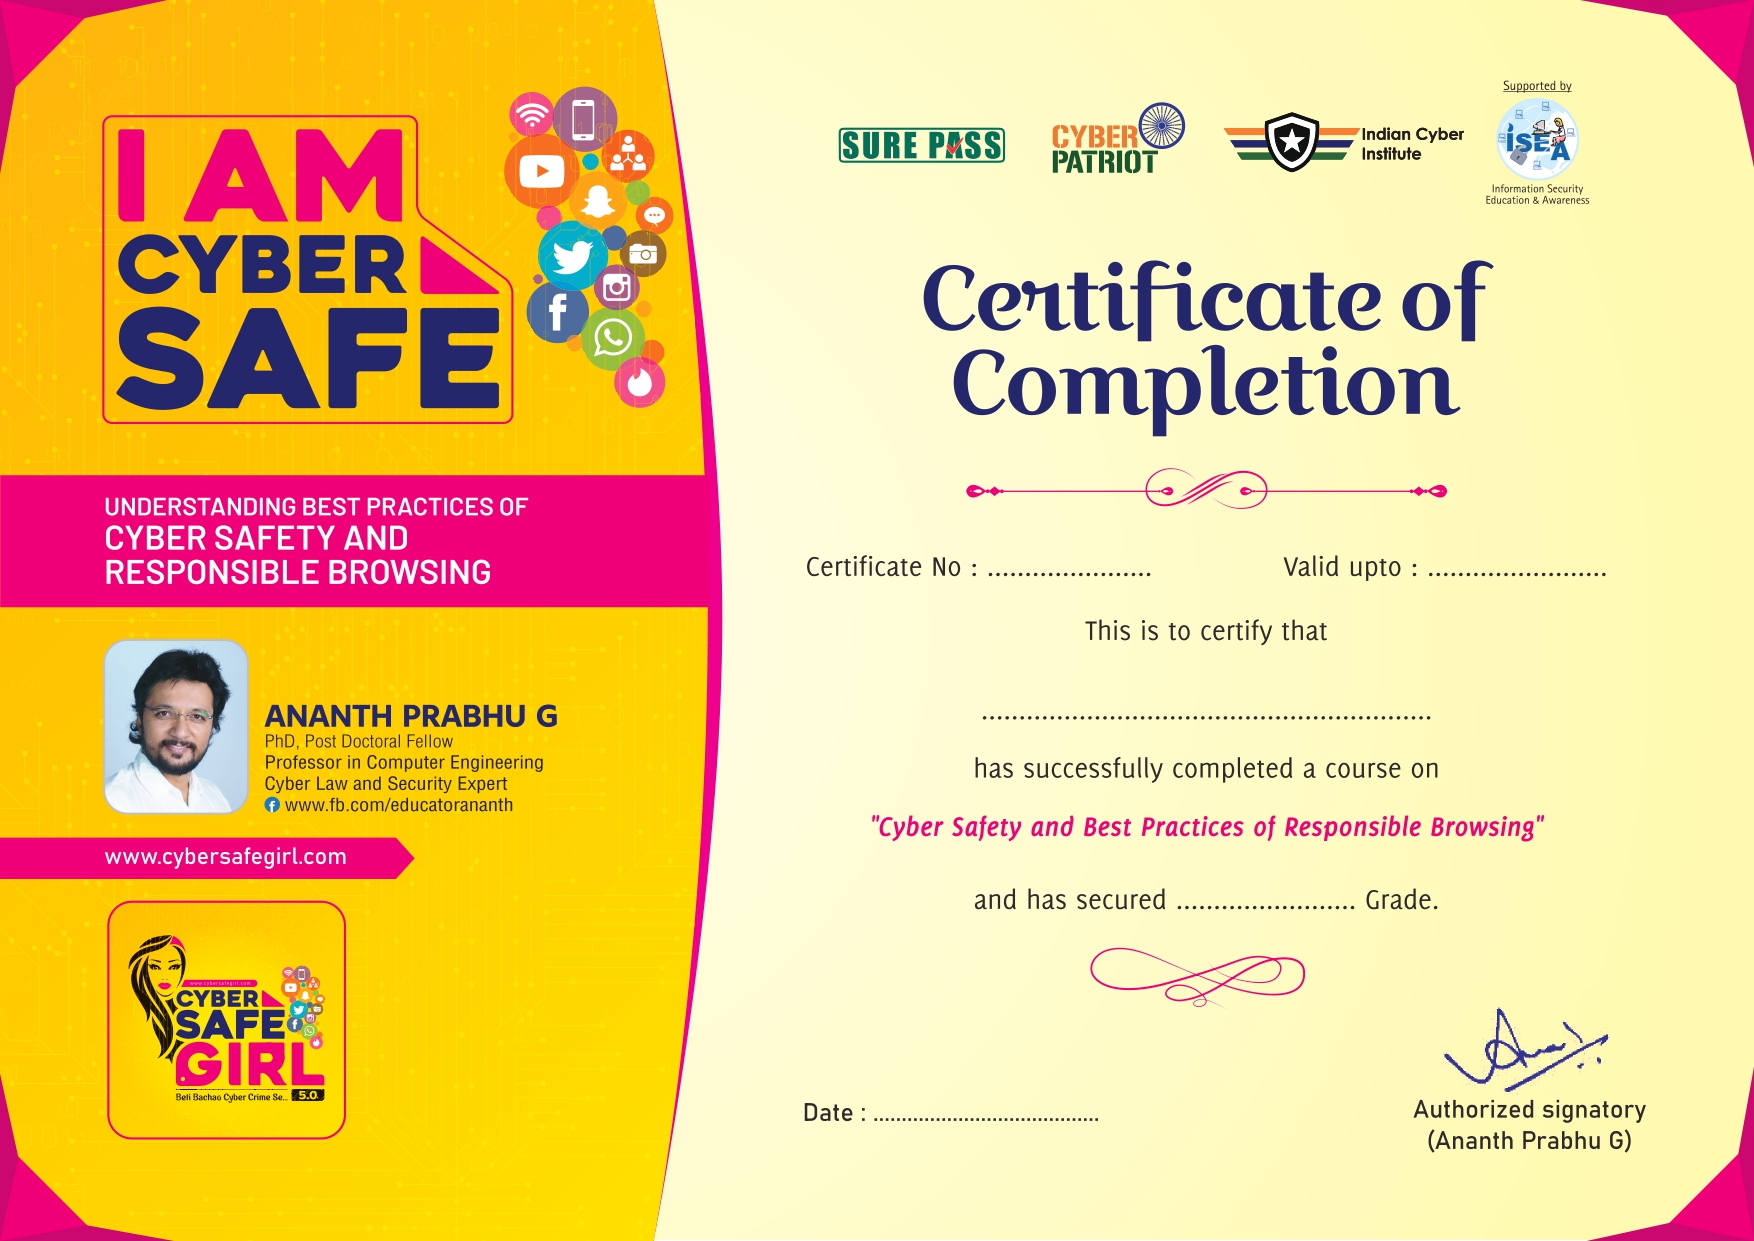 I AM
CYBER
SAFE
UNDERSTANDING BEST PRACTICES OF
CYBER SAFETY AND
RESPONSIBLE BROWSING
ANANTH PRABHU G
PhD, Post Doctoral Fellow
Professor in Computer Engineering
Cyber Law and Security Expert
www.fb.com/educatorananth
www.cybersafegirl.com
www.cybersafegirl.com
CYBER
SAFE
GIRL
Beti Bachao Cyber Crime Se... 5.0
SURE PASS
CYBER
PATRIOT
Indian Cyber
Institute
Supported by
iSEA
Information Security
Education & Awareness
Certificate of
Completion
Certificate No : ...................... Valid upto : ........................
This is to certify that
............................................................
has successfully completed a course on
"Cyber Safety and Best Practices of Responsible Browsing"
and has secured ........................ Grade.
Date : ........................................
Authorized signatory
(Ananth Prabhu G)